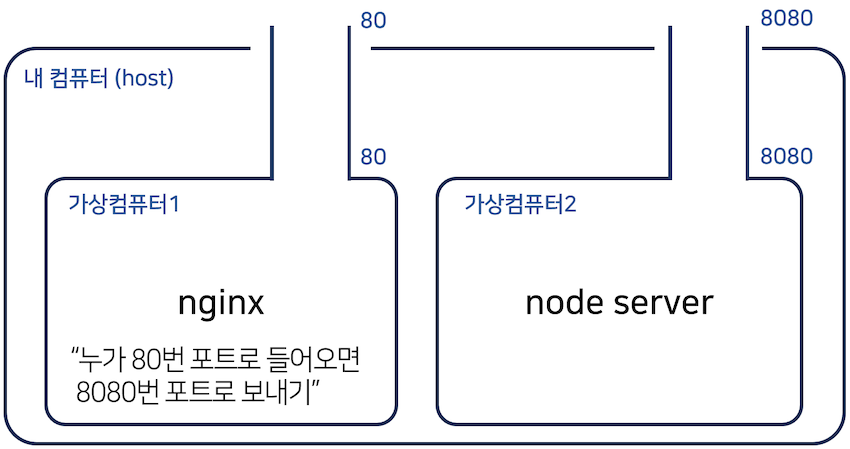 80
8080
내 컴퓨터 (host)
80
8080
가상컴퓨터1
가상컴퓨터2
nginx
node server
“누가 80번 포트로 들어오면
8080번 포트로 보내기”